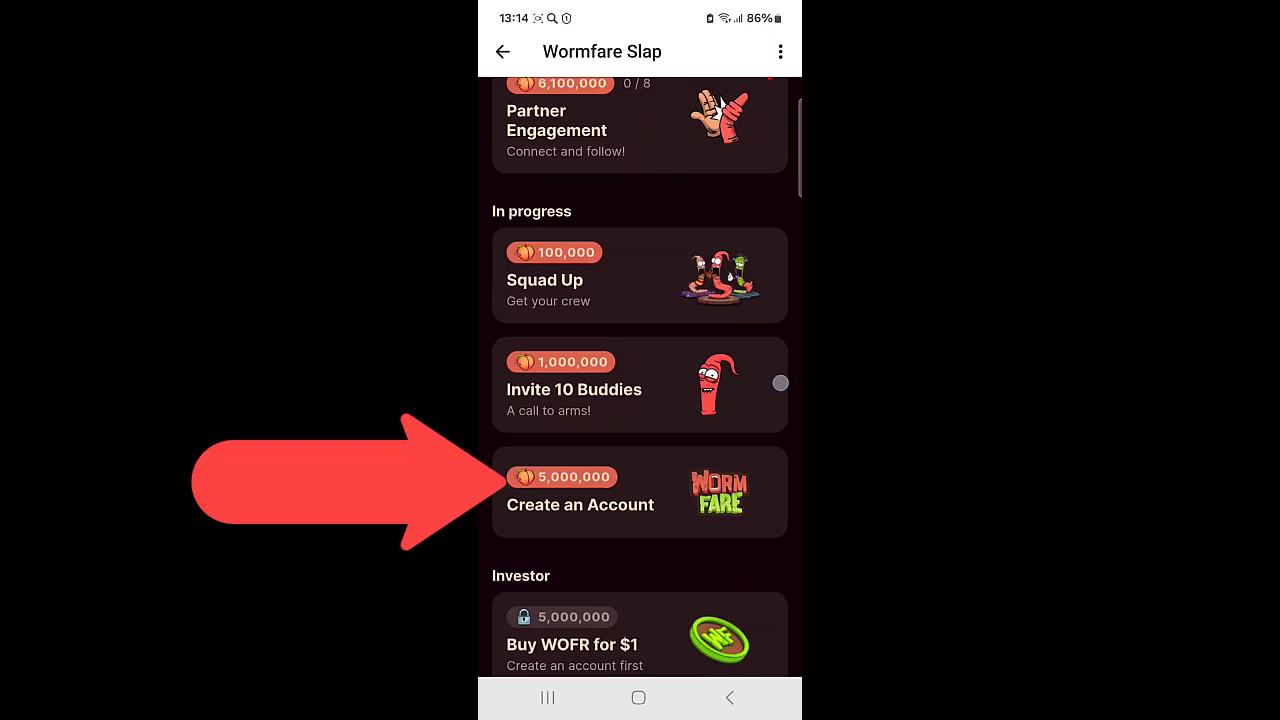 13:14
86%
Wormfare Slap
6,100,000 0 / 8
Partner
Engagement
Connect and follow!
In progress
100,000
Squad Up
Get your crew
1,000,000
Invite 10 Buddies
A call to arms!
5,000,000
Create an Account
WORM
FARE
Investor
5,000,000
Buy WOFR for $1
Create an account first
WF